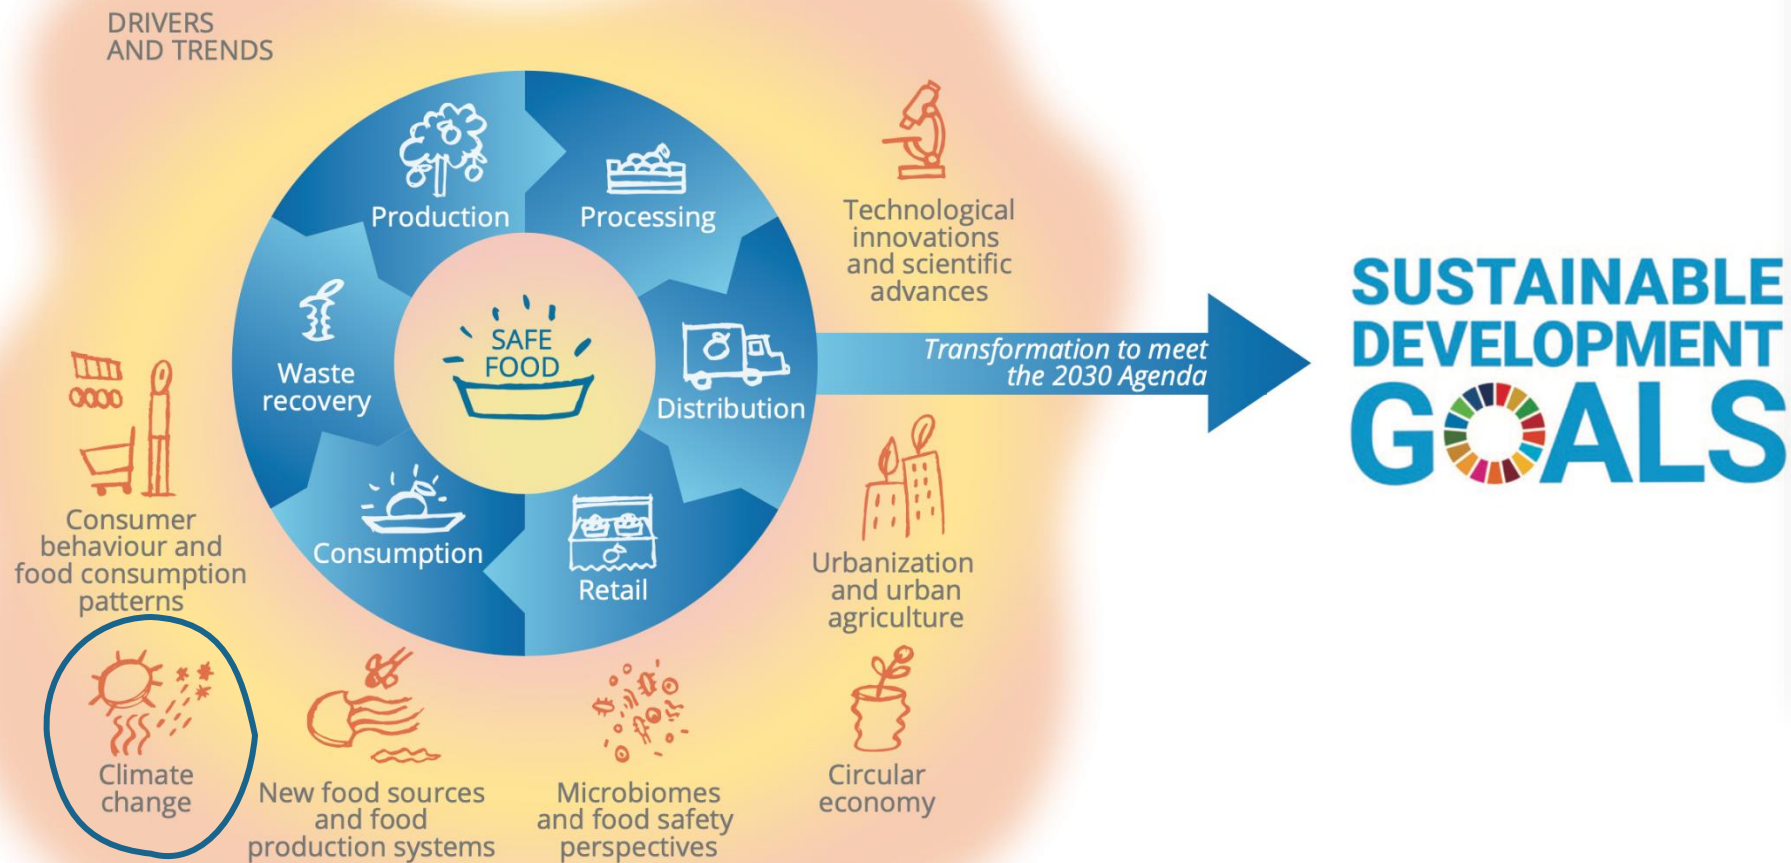 DRIVERS
AND TRENDS
Production
Processing
Waste
recovery
SAFE
FOOD
Distribution
Consumption
Retail
Technological
innovations
and scientific
advances
Transformation to meet
the 2030 Agenda
SUSTAINABLE
DEVELOPMENT
GOALS
Consumer
behaviour and
food consumption
patterns
Urbanization
and urban
agriculture
Climate
change
New food sources
and food
production systems
Microbiomes
and food safety
perspectives
Circular
economy